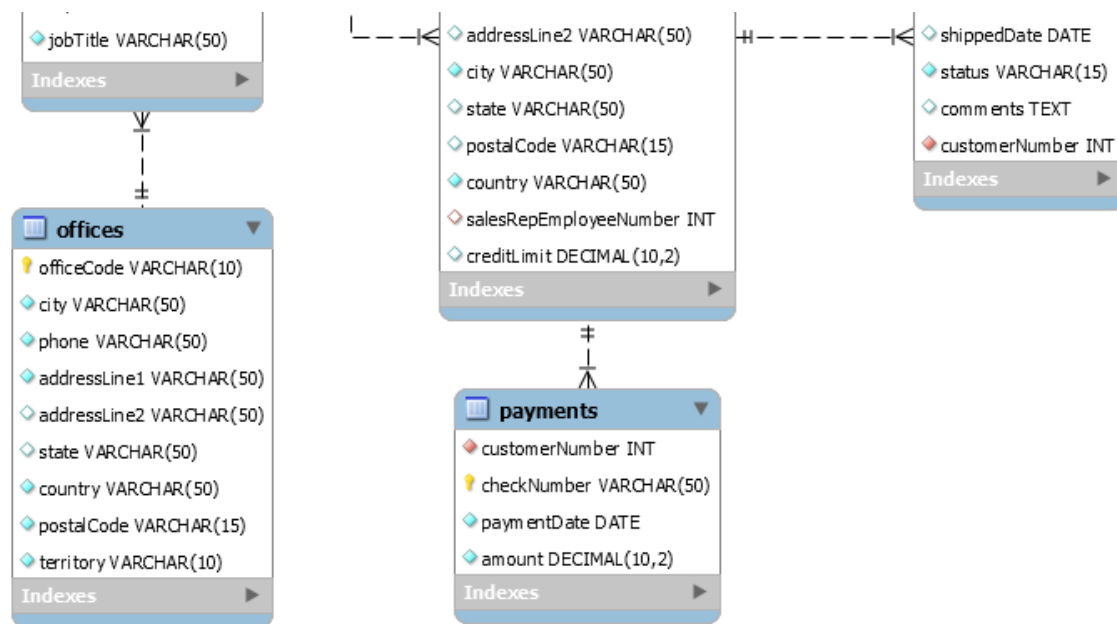 jobTitle VARCHAR(50)
Indexes
offices
officeCode VARCHAR(10)
city VARCHAR(50)
phone VARCHAR(50)
addressLine1 VARCHAR(50)
addressLine2 VARCHAR(50)
state VARCHAR(50)
country VARCHAR(50)
postalCode VARCHAR(15)
territory VARCHAR(10)
Indexes
addressLine2 VARCHAR(50)
city VARCHAR(50)
state VARCHAR(50)
postalCode VARCHAR(15)
country VARCHAR(50)
salesRepEmployeeNumber INT
creditLimit DECIMAL(10,2)
Indexes
payments
customerNumber INT
checkNumber VARCHAR(50)
paymentDate DATE
amount DECIMAL(10,2)
Indexes
shippedDate DATE
status VARCHAR(15)
comments TEXT
customerNumber INT
Indexes